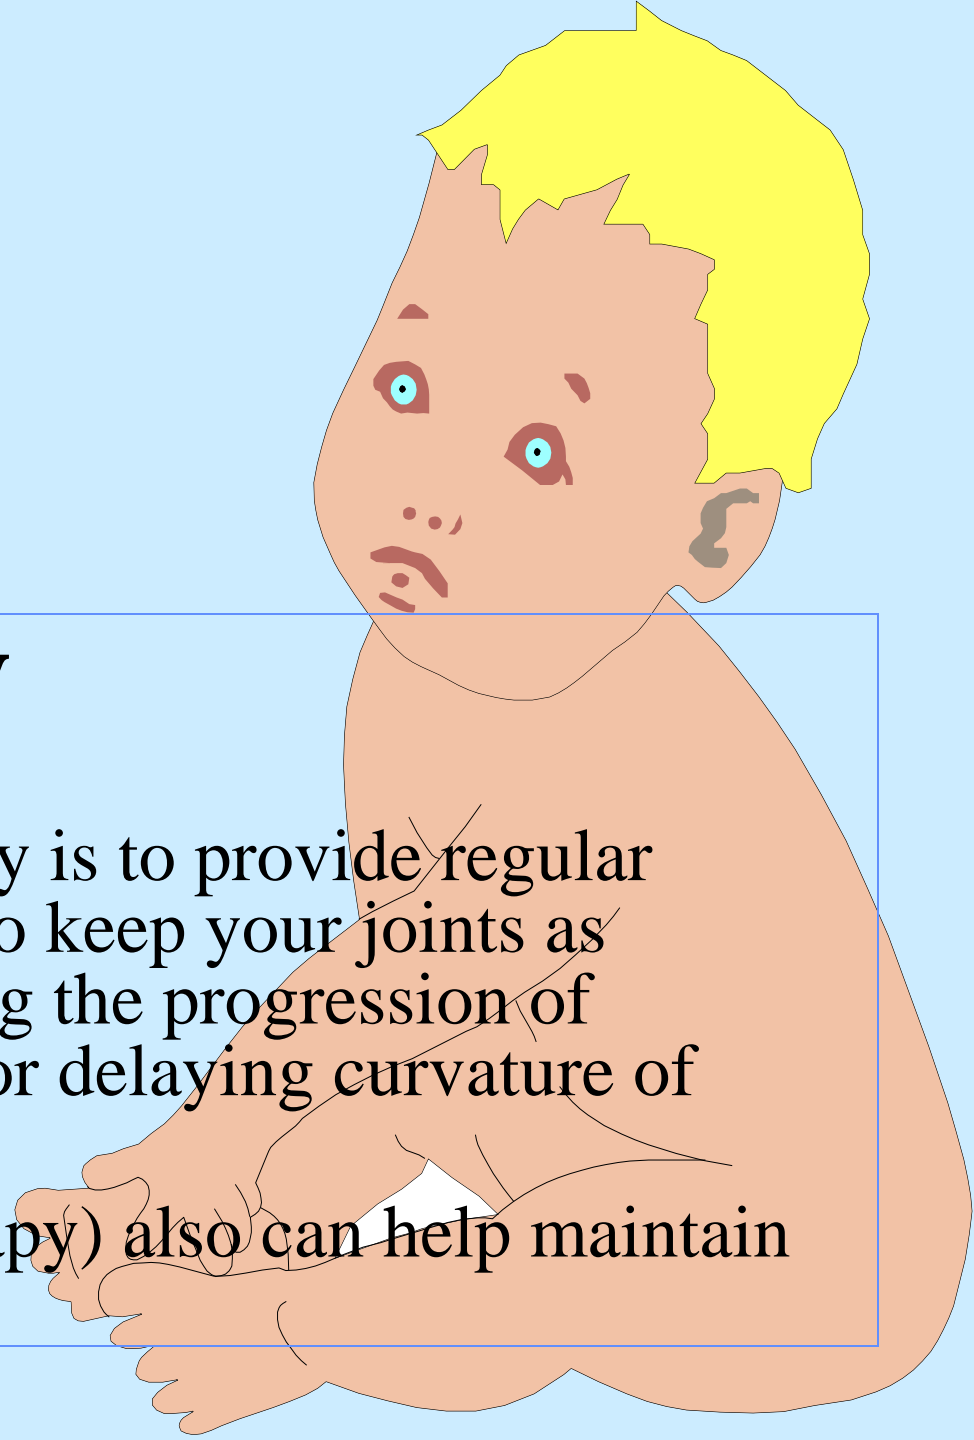 y is to provide regular
keep your joints as
g the progression of
or delaying curvature of
apy) also can help maintain